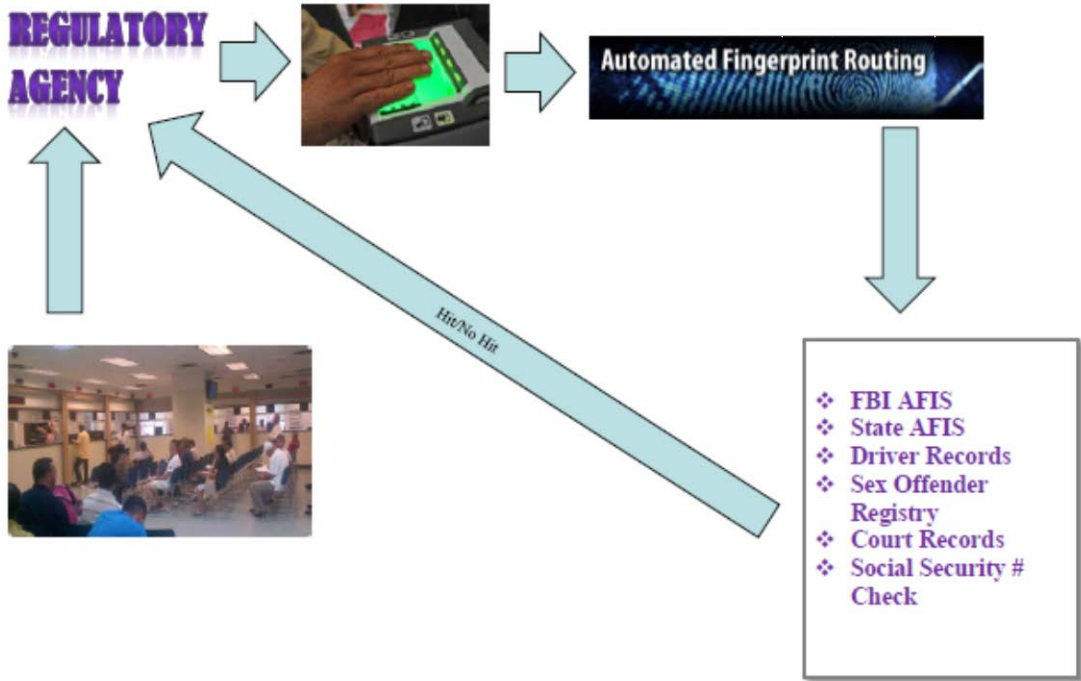 REGULATORY
AGENCY
Automated Fingerprint Routing
Hit/No Hit
❖ FBI AFIS
❖ State AFIS
❖ Driver Records
❖ Sex Offender
Registry
❖ Court Records
❖ Social Security #
Check